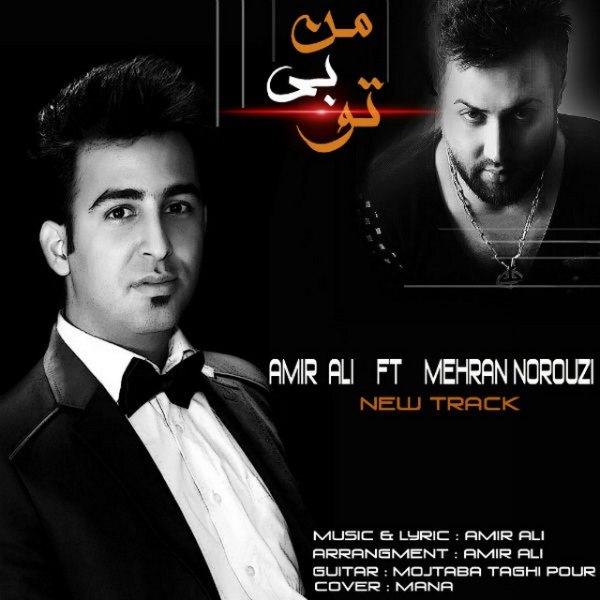 من
بی
تو
AMIR ALI FT MEHRAN NOROUZI
NEW TRACK
MUSIC & LYRIC : AMIR ALI
ARRANGMENT : AMIR ALI
GUITAR : MOJTABA TAGHI POUR
COVER : MANA